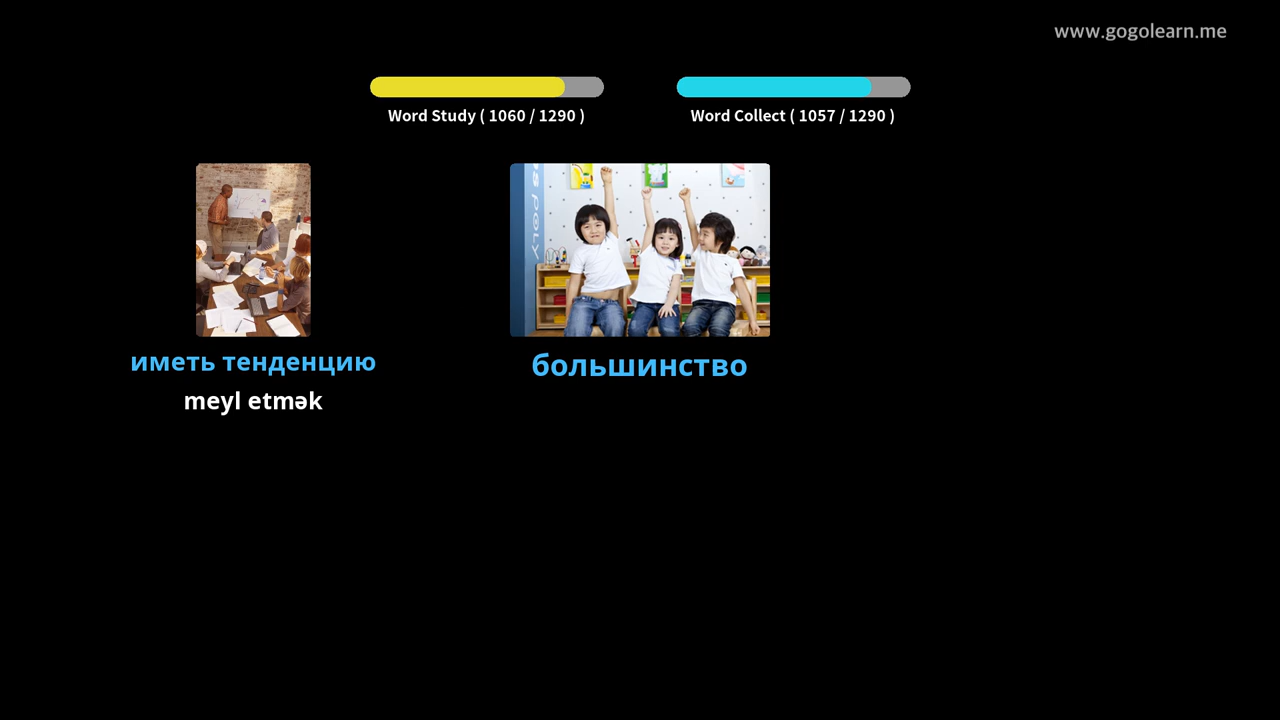 www.gogolearn.me
Word Study ( 1060 / 1290 )
Word Collect ( 1057 / 1290 )
иметь тенденцию
meyl etmək
большинство